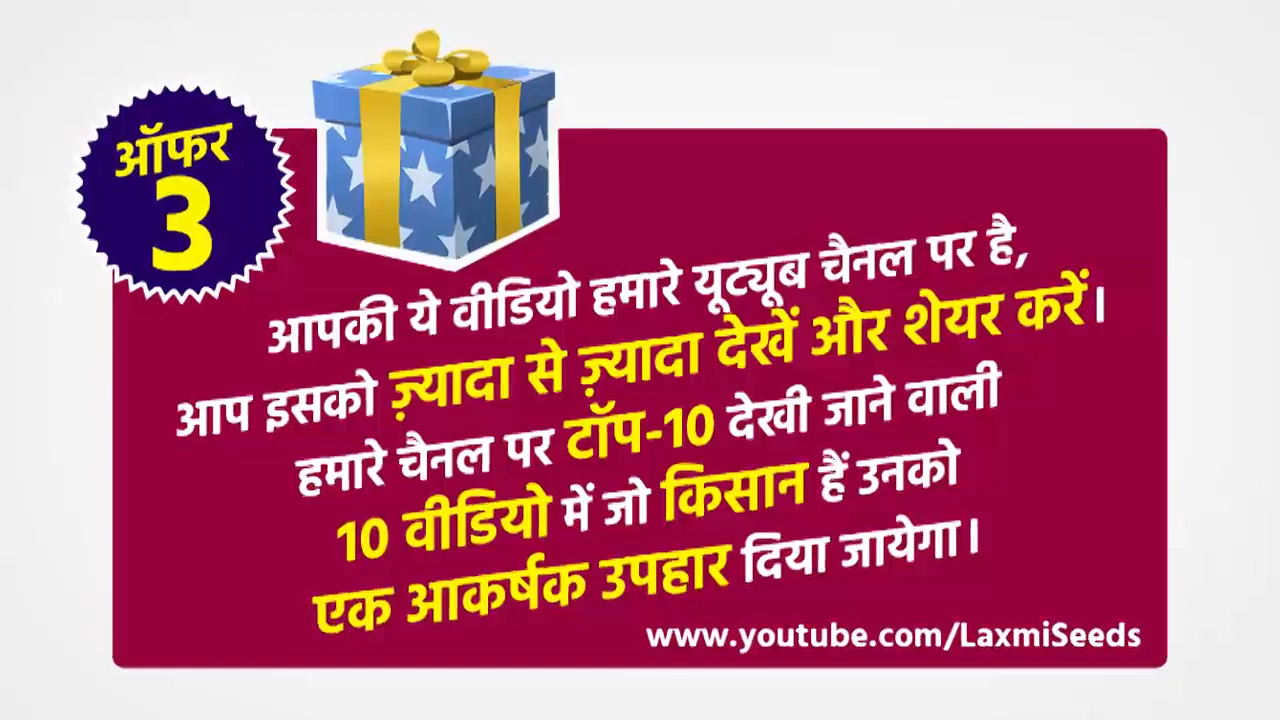 ऑफर
3
आपकी ये वीडियो हमारे यूट्यूब चैनल पर है,
आप इसको ज़्यादा से ज़्यादा देखें और शेयर करें।
हमारे चैनल पर टॉप-10 देखी जाने वाली
10 वीडियो में जो किसान हैं उनको
एक आकर्षक उपहार दिया जायेगा।
www.youtube.com/LaxmiSeeds